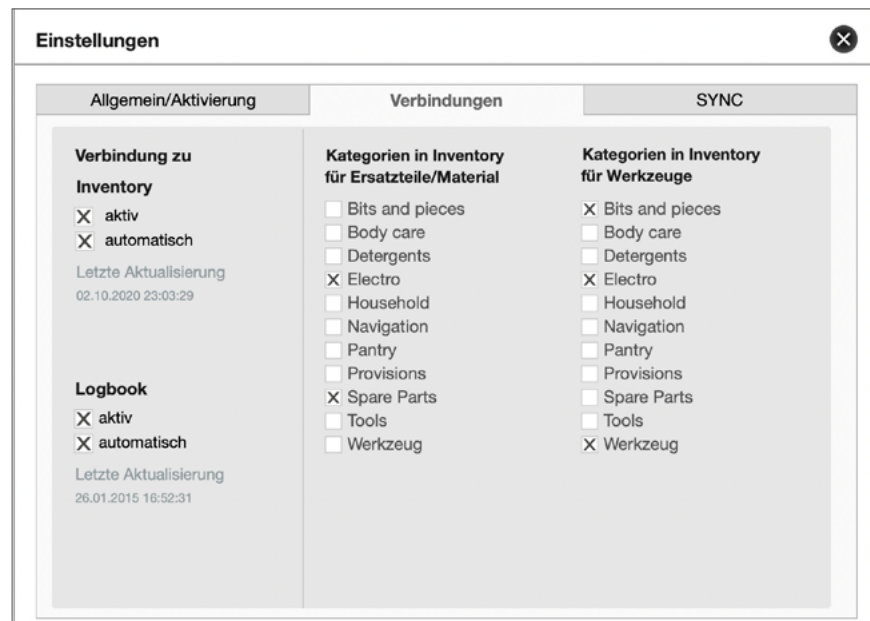 Einstellungen
Allgemein/Aktivierung
Verbindungen
SYNC
Verbindung zu
Inventory
X aktiv
X automatisch
Letzte Aktualisierung
02.10.2020 23:03:29
Logbook
X aktiv
X automatisch
Letzte Aktualisierung
26.01.2015 16:52:31
Kategorien in Inventory
für Ersatzteile/Material
Bits and pieces
Body care
Detergents
X Electro
Household
Navigation
Pantry
Provisions
X Spare Parts
Tools
Werkzeug
Kategorien in Inventory
für Werkzeuge
X Bits and pieces
Body care
Detergents
X Electro
Household
Navigation
Pantry
Provisions
Spare Parts
Tools
X Werkzeug